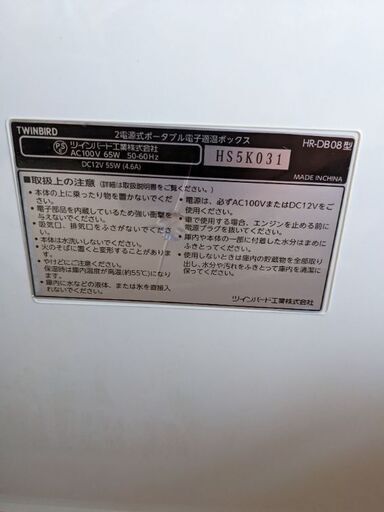 TWINBIRD
2電源式ポータブル電子適温ボックス
HR-DB08型
PS E
ツインバード工業株式会社
AC100V 65W 50-60Hz
DC12V 55W (4.6A)
HS5K031
MADE IN CHINA
■取扱上の注意（詳細は取扱説明書をご覧ください。）
•本体の上に乗ったり物を置かないでください。
•電子部品を内蔵しているため強い衝撃を
与えないでください。
•吸気口、排気口をふさがないでください。
•本体は水洗いしないでください。
•火のそばに置くと変形することがあります。
•やけどにご注意ください。
保温時は庫内温度が高温(約55℃)になります。
•庫内に水などの液体、または氷を直接入
れないでください。
•電源は、必ずAC100VまたはDC12Vをご
使用ください。
•車で使用する場合、エンジンを止める前に
電源プラグを抜いてください。
•庫内や本体の一部に付着した水分はまめに
ふきとってください。
•使用しないときは庫内の貯蔵物を全部取り
出し、水分や汚れをふきとって庫内を清潔に
保ってください。
ツインバード工業株式会社